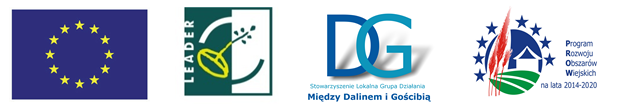 LEADER
DG
Stowarzyszenie Lokalna Grupa Działania
Między Dalinem i Gościbią
Program
Rozwoju
Obszarów
Wiejskich
na lata 2014-2020